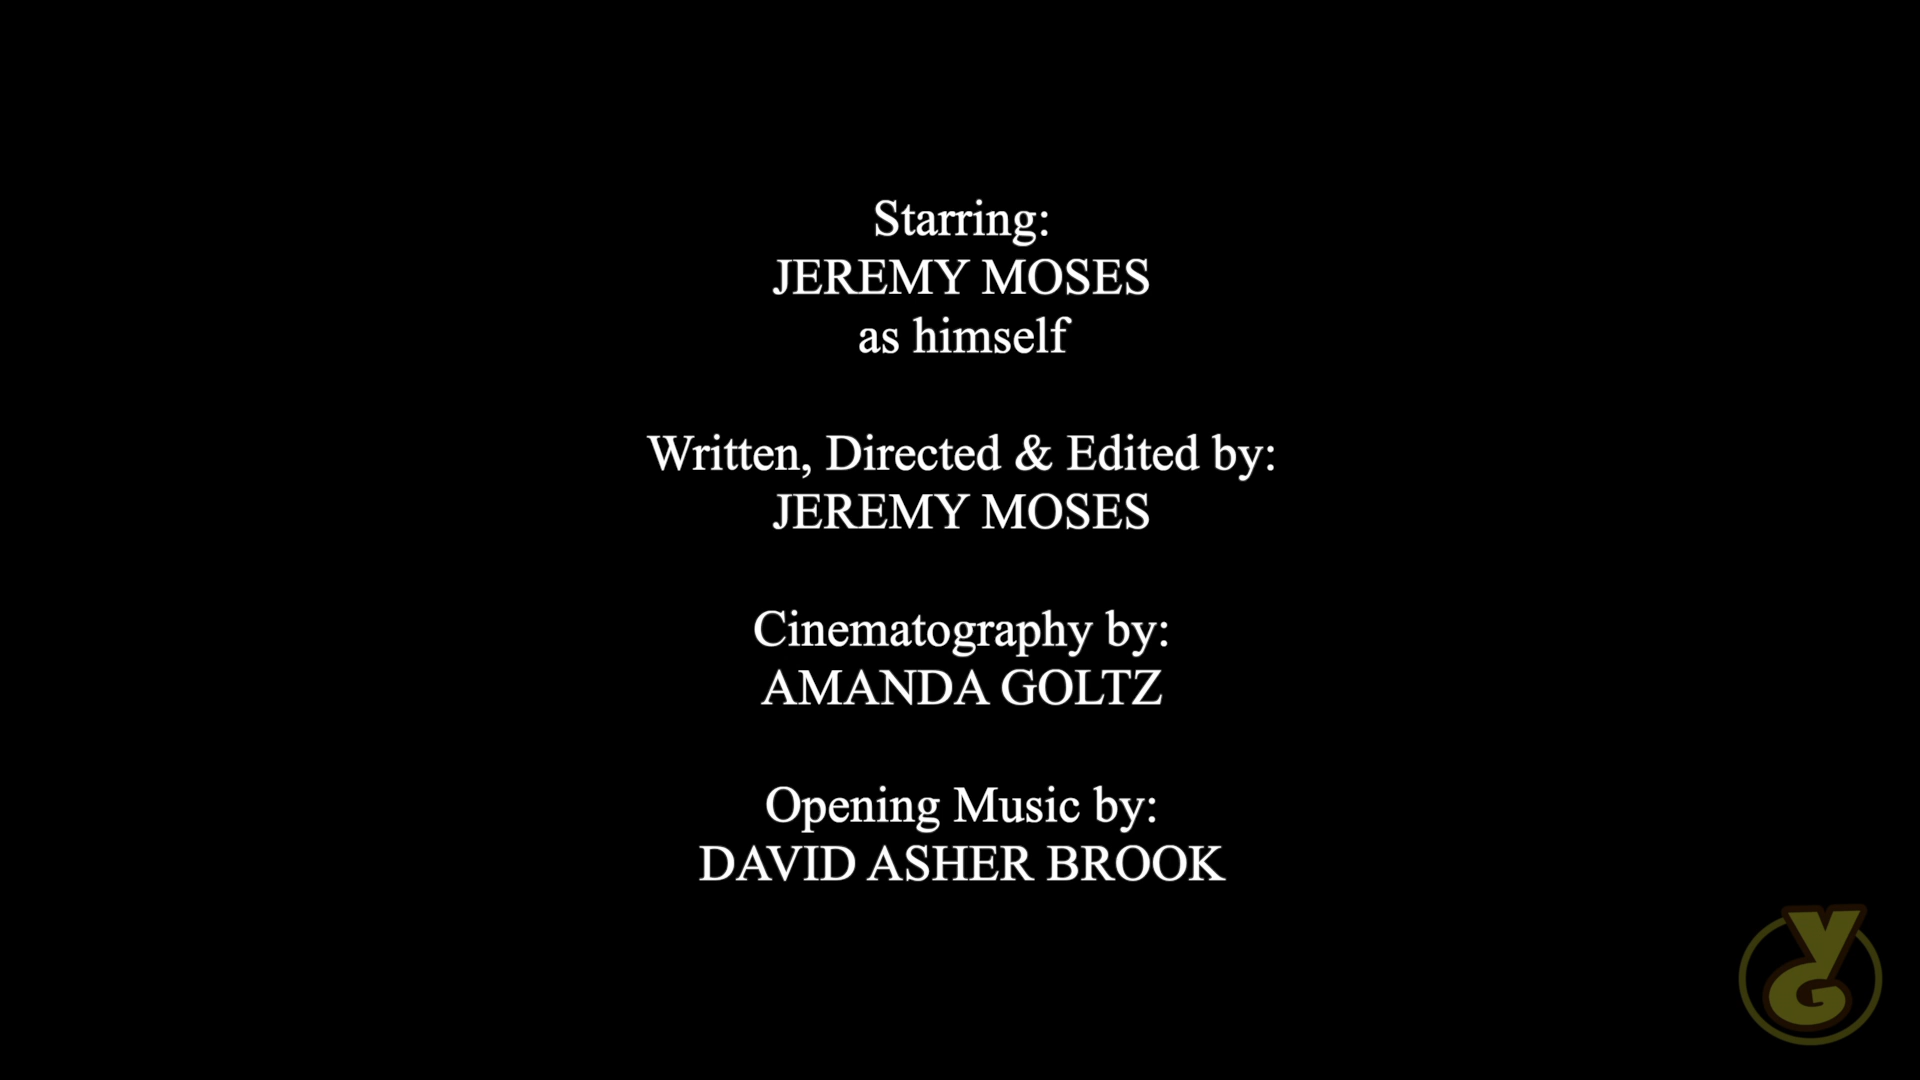 Starring:
JEREMY MOSES
as himself
Written, Directed & Edited by:
JEREMY MOSES
Cinematography by:
AMANDA GOLTZ
Opening Music by:
DAVID ASHER BROOK
YG